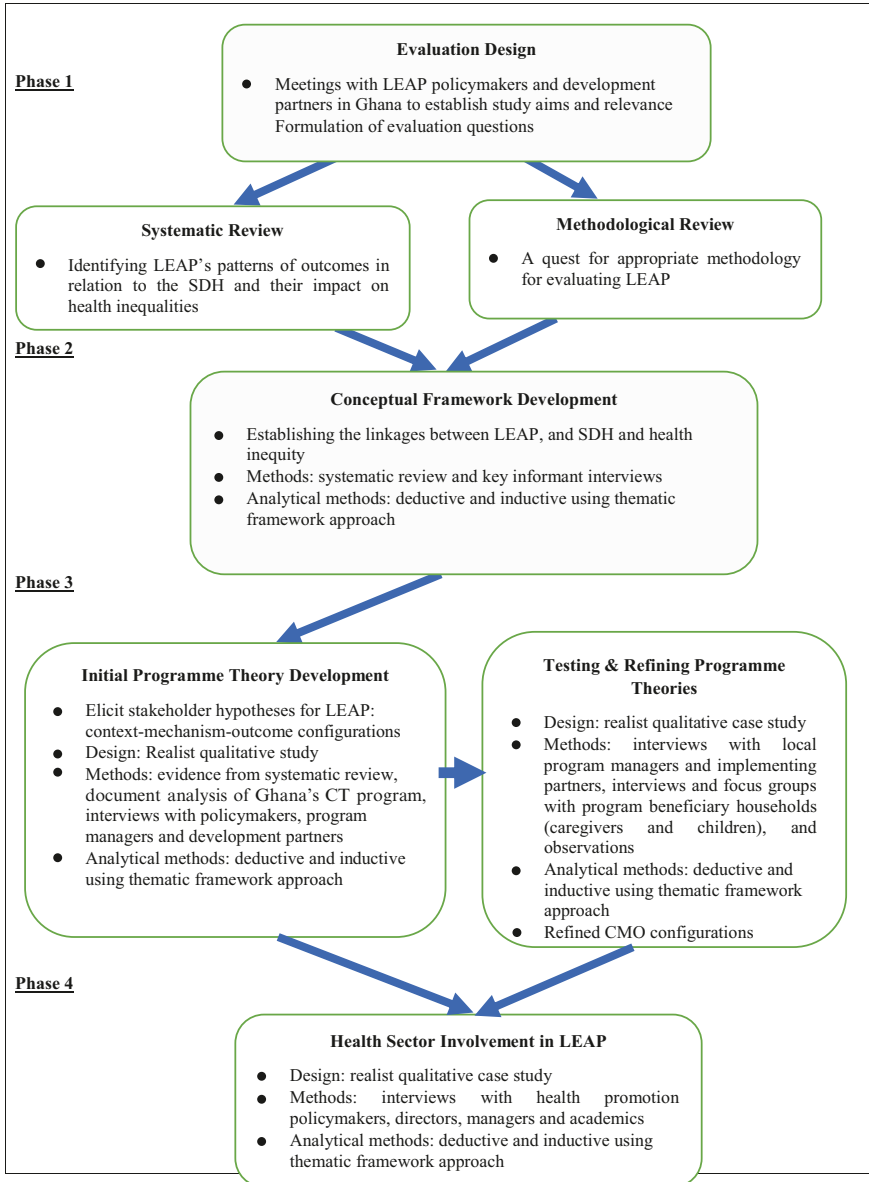 Evaluation Design
Phase 1
● Meetings with LEAP policymakers and development
partners in Ghana to establish study aims and relevance
Formulation of evaluation questions
Systematic Review
● Identifying LEAP’s patterns of outcomes in
relation to the SDH and their impact on
health inequalities
Methodological Review
● A quest for appropriate methodology
for evaluating LEAP
Phase 2
Conceptual Framework Development
● Establishing the linkages between LEAP, and SDH and health
inequity
● Methods: systematic review and key informant interviews
● Analytical methods: deductive and inductive using thematic
framework approach
Phase 3
Initial Programme Theory Development
● Elicit stakeholder hypotheses for LEAP:
context-mechanism-outcome configurations
● Design: Realist qualitative study
● Methods: evidence from systematic review,
document analysis of Ghana’s CT program,
interviews with policymakers, program
managers and development partners
● Analytical methods: deductive and inductive
using thematic framework approach
Testing & Refining Programme
Theories
● Design: realist qualitative case study
● Methods: interviews with local
program managers and implementing
partners, interviews and focus groups
with program beneficiary households
(caregivers and children), and
observations
● Analytical methods: deductive and
inductive using thematic framework
approach
● Refined CMO configurations
Phase 4
Health Sector Involvement in LEAP
● Design: realist qualitative case study
● Methods: interviews with health promotion
policymakers, directors, managers and academics
● Analytical methods: deductive and inductive using
thematic framework approach